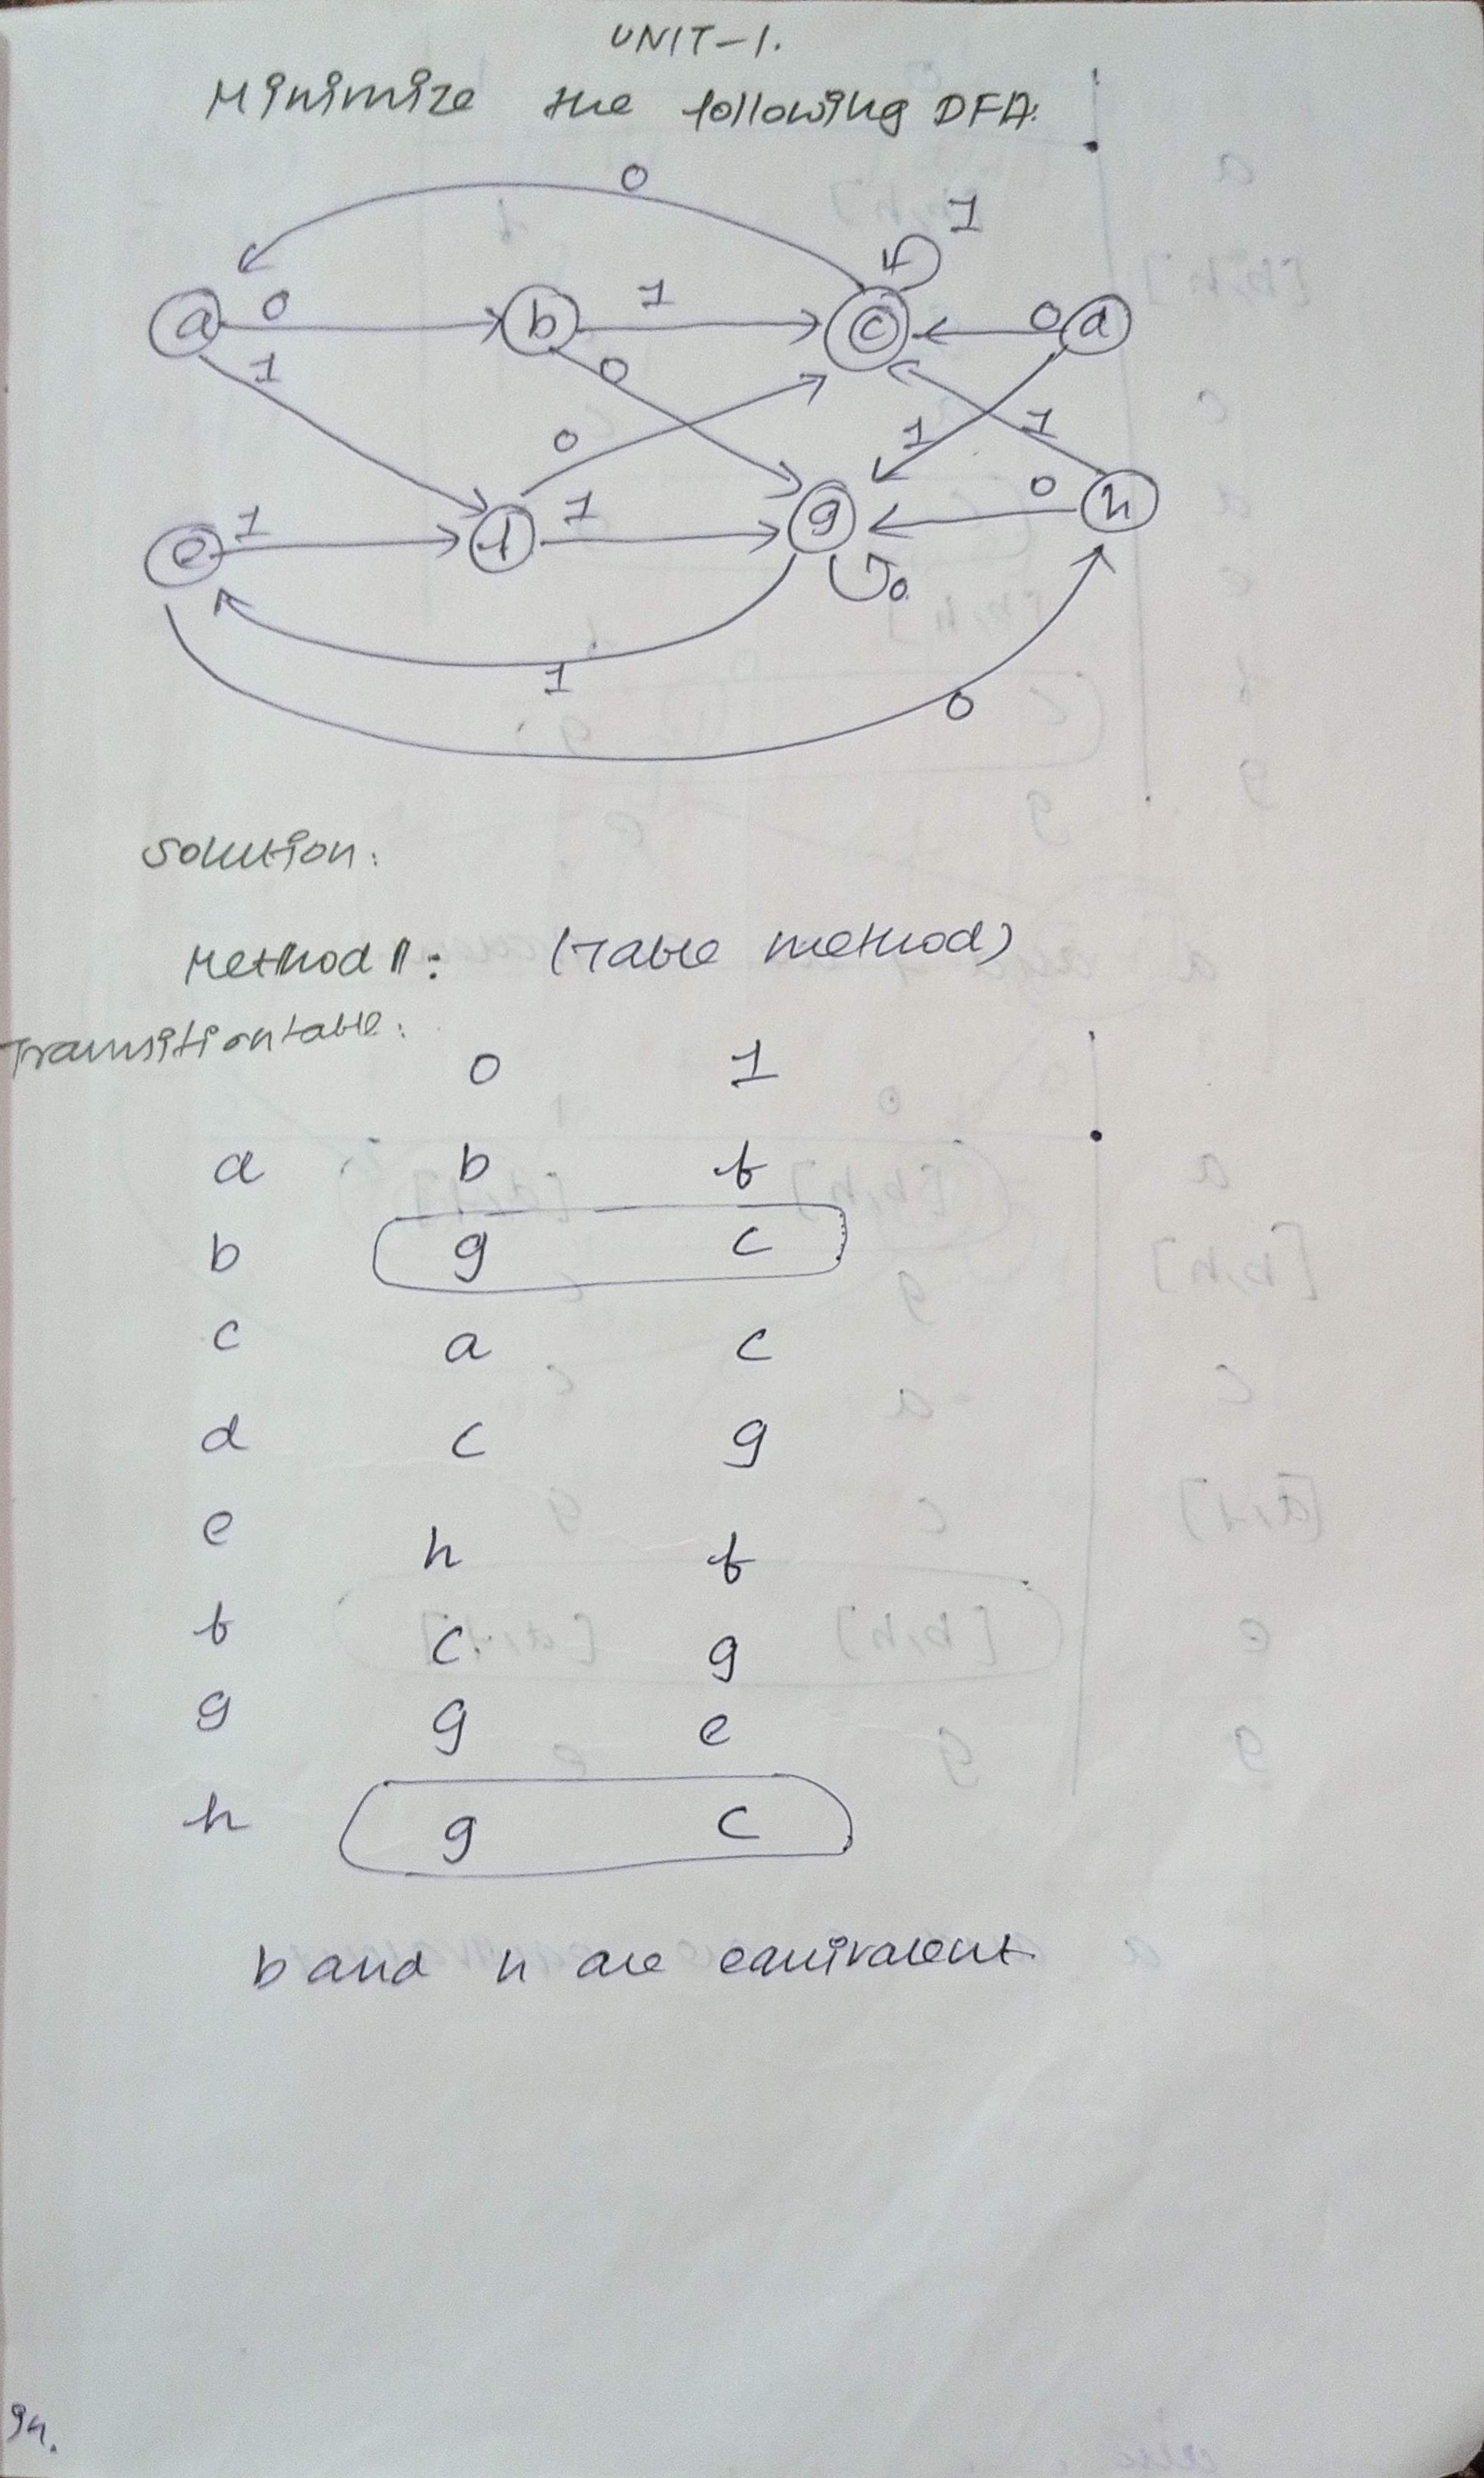 UNIT-1.
Minimize the following DFA:
0
1
a 0 b 1 c 0 d
1 0
0 1 1
e 1 f 1 g 0 h
0
1
0
Solution:
Method 1: (Table method)
Transition table:
0 1
a b f
b g c
c a c
d c g
e h f
f c g
g g e
h g c
b and h are equivalent